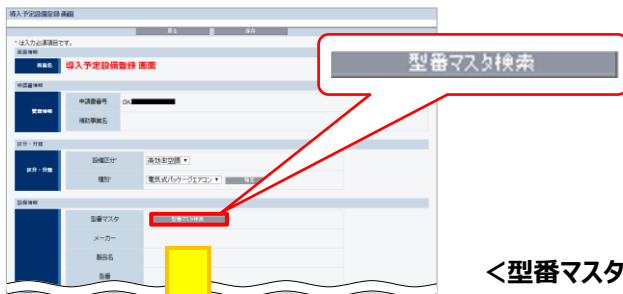 導入予定設備登録 画面
戻る 保存
*は入力必須項目です。
画面情報
画面名 導入予定設備登録 画面
申請書情報
管理情報
申請書番号 OK
補助事業名
区分・分類
区分・分類
設備区分* 高効率空調
種別* 電気式パッケージエアコン 確定
設備情報
型番マスタ 型番マスタ検索
メーカー
製品名
型番
型番マスタ検索
<型番マスタ